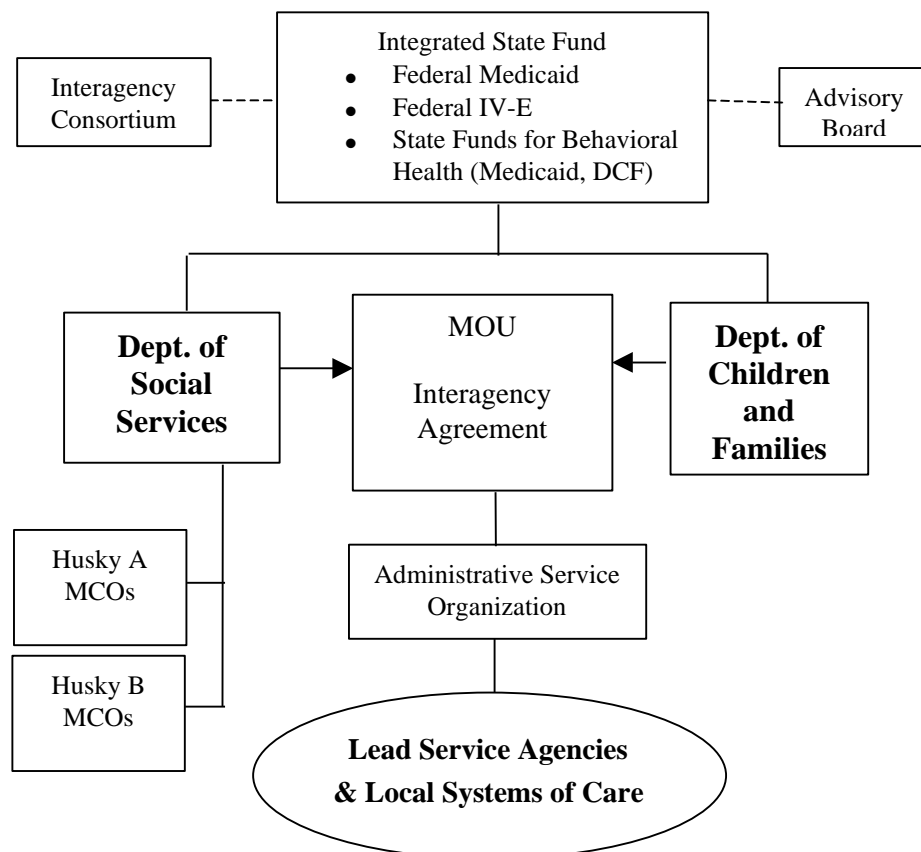 Integrated State Fund
● Federal Medicaid
● Federal IV-E
● State Funds for Behavioral
Health (Medicaid, DCF)
Interagency
Consortium
Advisory
Board
Dept. of
Social
Services
MOU
Interagency
Agreement
Dept. of
Children
and
Families
Husky A
MCOs
Administrative Service
Organization
Husky B
MCOs
Lead Service Agencies
& Local Systems of Care